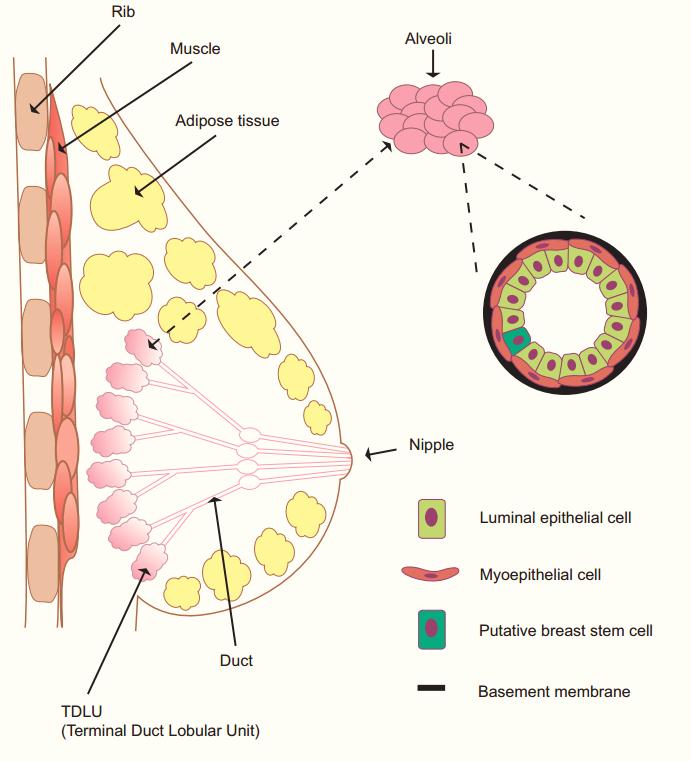 Rib
Muscle
Alveoli
Adipose tissue
Nipple
Luminal epithelial cell
Myoepithelial cell
Putative breast stem cell
Duct
Basement membrane
TDLU
(Terminal Duct Lobular Unit)